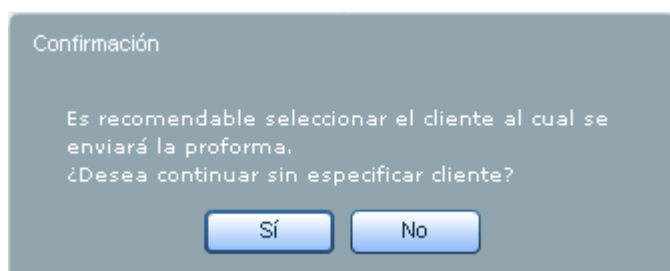 Confirmación
Es recomendable seleccionar el cliente al cual se
enviará la proforma.
¿Desea continuar sin especificar cliente?
Sí No